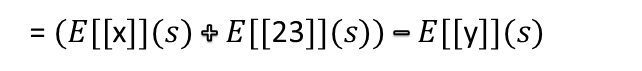 = (E[[x]](s) + E[[23]](s)) − E[[y]](s)